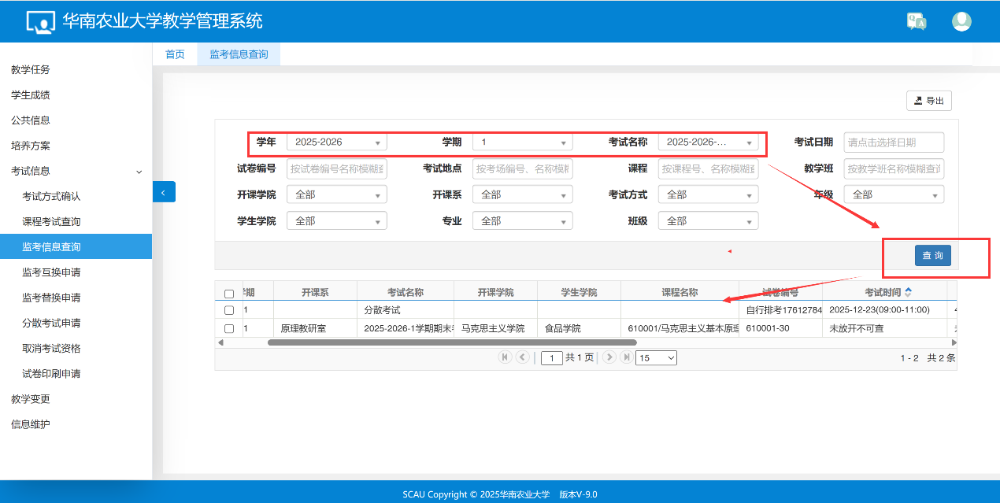 华南农业大学教学管理系统
首页 监考信息查询
教学任务
学生成绩
公共信息
培养方案
考试信息
考试方式确认
课程考试查询
监考信息查询
监考互换申请
监考替换申请
分散考试申请
取消考试资格
试卷印刷申请
教学变更
信息维护
导出
学年 2025-2026 学期 1 考试名称 2025-2026-... 考试日期 请点击选择日期
试卷编号 按试卷编号名称模糊 考试地点 按考场编号、名称模 课程 按课程号、名称模糊 教学班 按教学班名称模糊查
开课学院 全部 开课系 全部 考试方式 全部 年级 全部
学生学院 全部 专业 全部 班级 全部
查询
期 开课系 考试名称 开课学院 学生学院 课程名称 试卷编号 考试时间
1 分散考试 自行排考17612784 2025-12-23(09:00-11:00)
1 原理教研室 2025-2026-1学期期末 马克思主义学院 食品学院 610001/马克思主义基本原理 610001-30 未放开不可查
1 共 1 页 15 1 - 2 共 2 条
SCAU Copyright © 2025华南农业大学 版本V-9.0